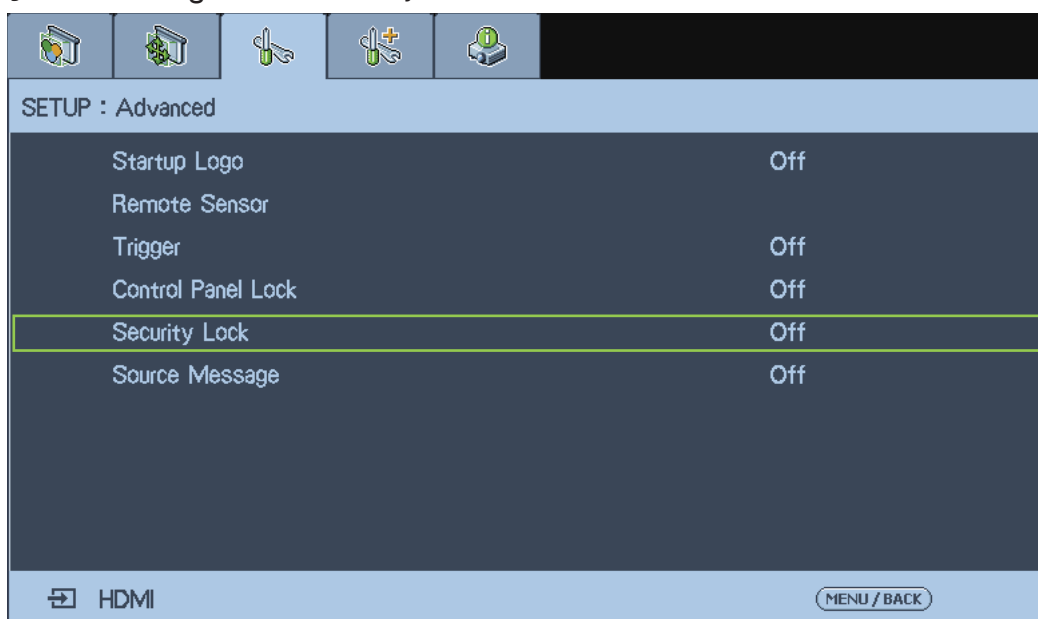 SETUP : Advanced
Startup Logo Off
Remote Sensor
Trigger Off
Control Panel Lock Off
Security Lock Off
Source Message Off
HDMI MENU / BACK